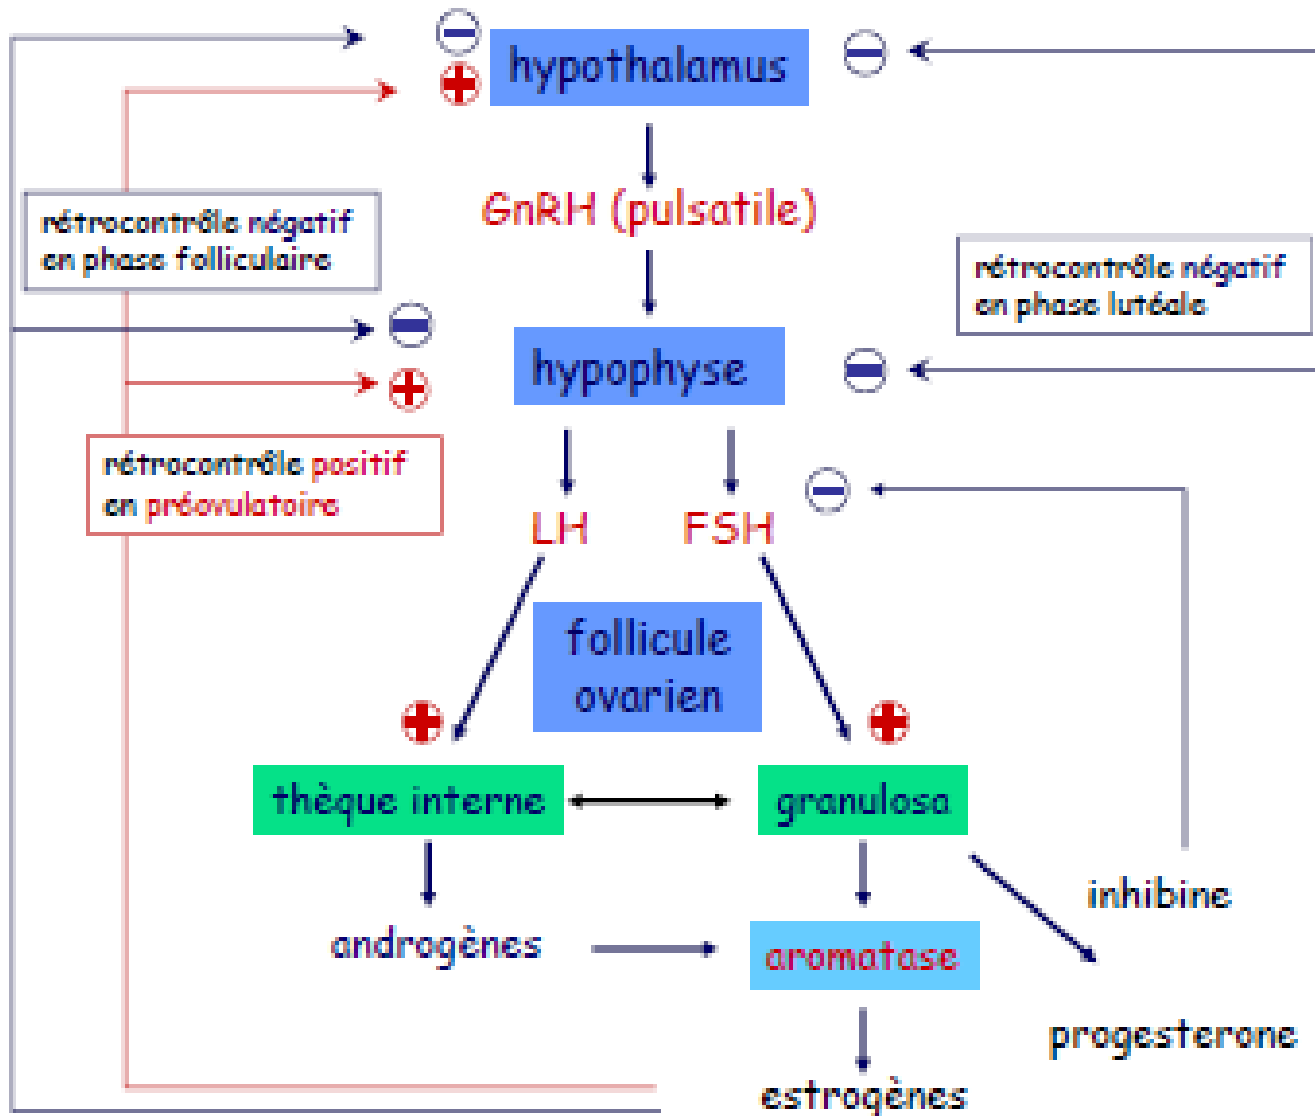 hypothalamus
GnRH (pulsatile)
rétrocontrôle négatif
en phase folliculaire
rétrocontrôle négatif
en phase lutéale
hypophyse
rétrocontrôle positif
en préovulatoire
LH
FSH
follicule
ovarien
thèque interne
granulosa
inhibine
androgènes
aromatase
progesterone
estrogènes